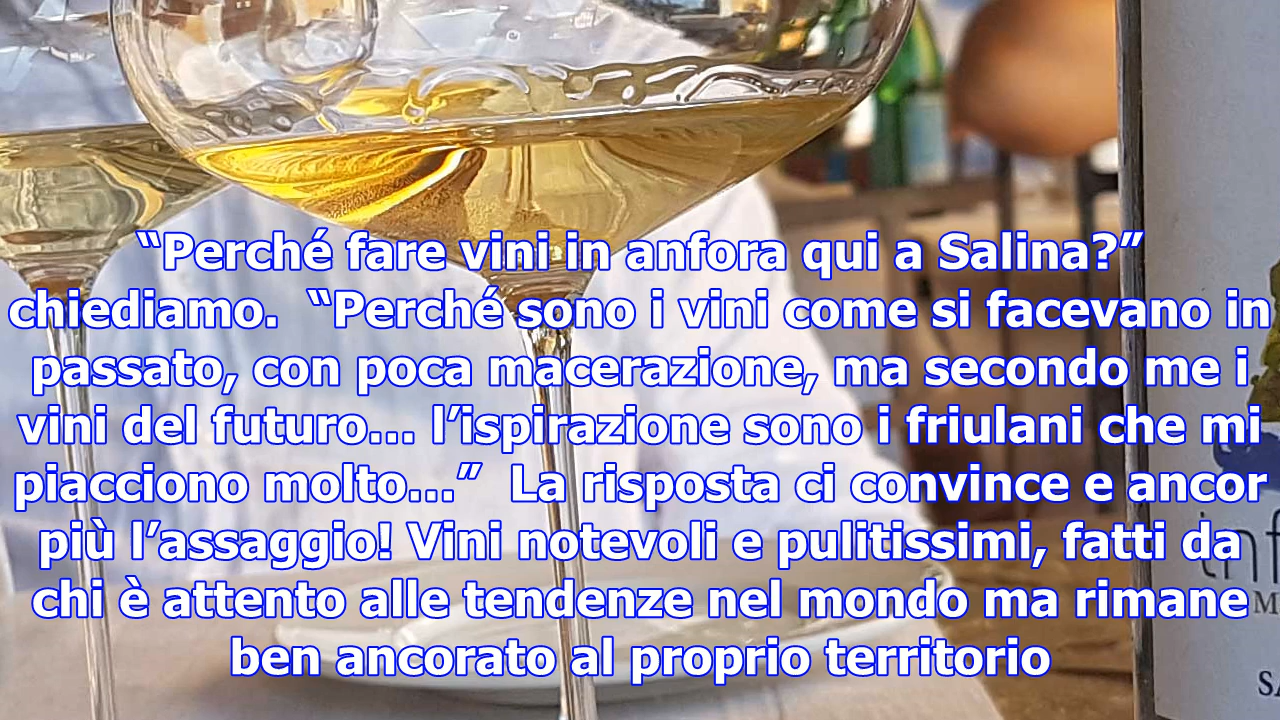 “Perché fare vini in anfora qui a Salina?”
chiediamo.  “Perché sono i vini come si facevano in
passato, con poca macerazione, ma secondo me i
vini del futuro... l’ispirazione sono i friulani che mi
piacciono molto...”  La risposta ci convince e ancor
più l’assaggio! Vini notevoli e pulitissimi, fatti da
chi è attento alle tendenze nel mondo ma rimane
ben ancorato al proprio territorio